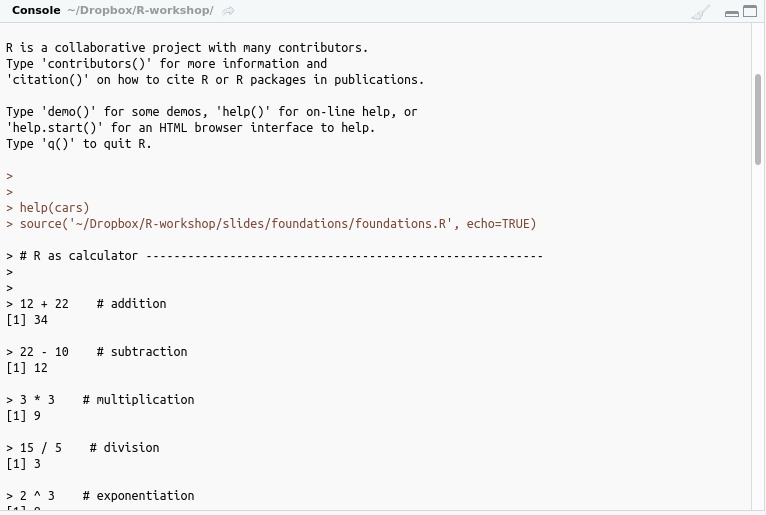 Console ~/Dropbox/R-workshop/
R is a collaborative project with many contributors.
Type 'contributors()' for more information and
'citation()' on how to cite R or R packages in publications.
Type 'demo()' for some demos, 'help()' for on-line help, or
'help.start()' for an HTML browser interface to help.
Type 'q()' to quit R.
>
>
> help(cars)
> source('~/Dropbox/R-workshop/slides/foundations/foundations.R', echo=TRUE)
> # R as calculator ---------------------------------------------------------
>
>
> 12 + 22    # addition
[1] 34
> 22 - 10    # subtraction
[1] 12
> 3 * 3    # multiplication
[1] 9
> 15 / 5    # division
[1] 3
> 2 ^ 3    # exponentiation